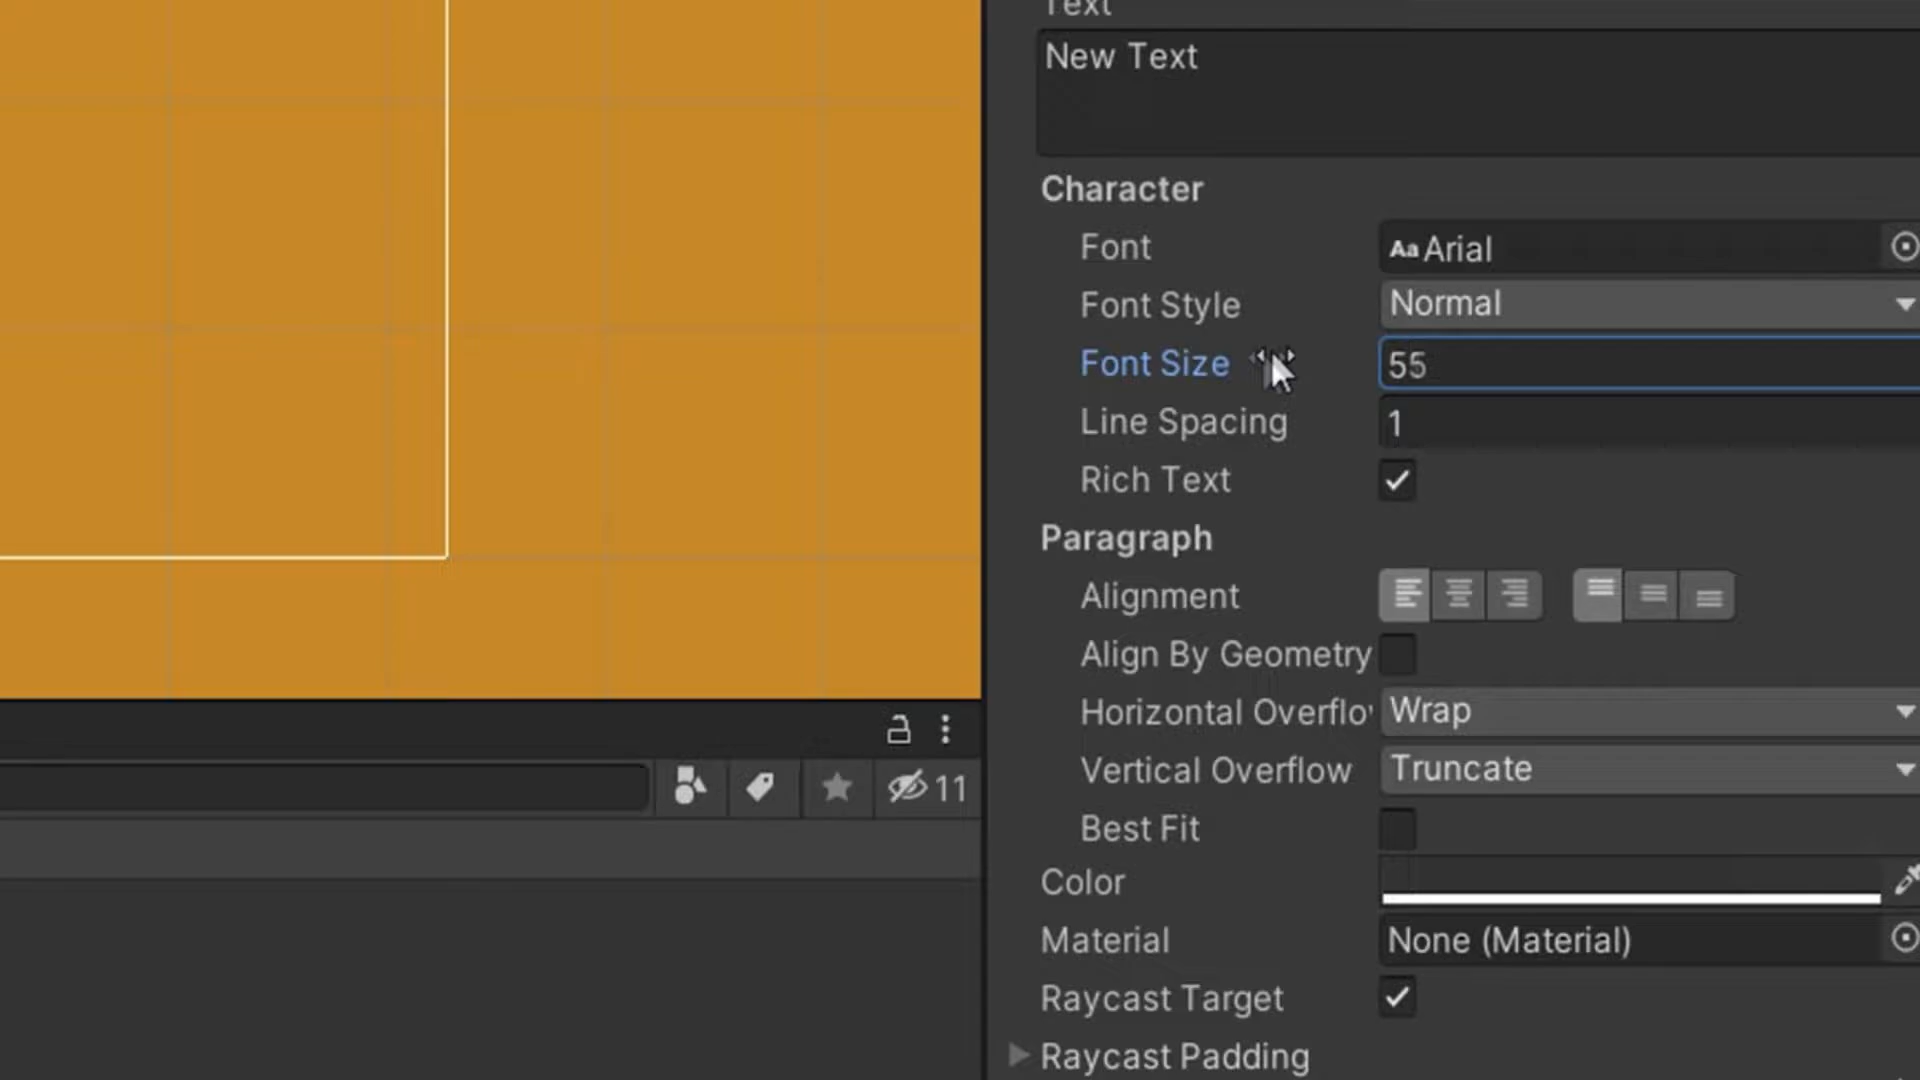 Text
New Text
Character
Font
Aa Arial
Font Style
Normal
Font Size
55
Line Spacing
1
Rich Text
Paragraph
Alignment
Align By Geometry
Horizontal Overflo
Wrap
Vertical Overflow
Truncate
Best Fit
11
Color
Material
None (Material)
Raycast Target
Raycast Padding